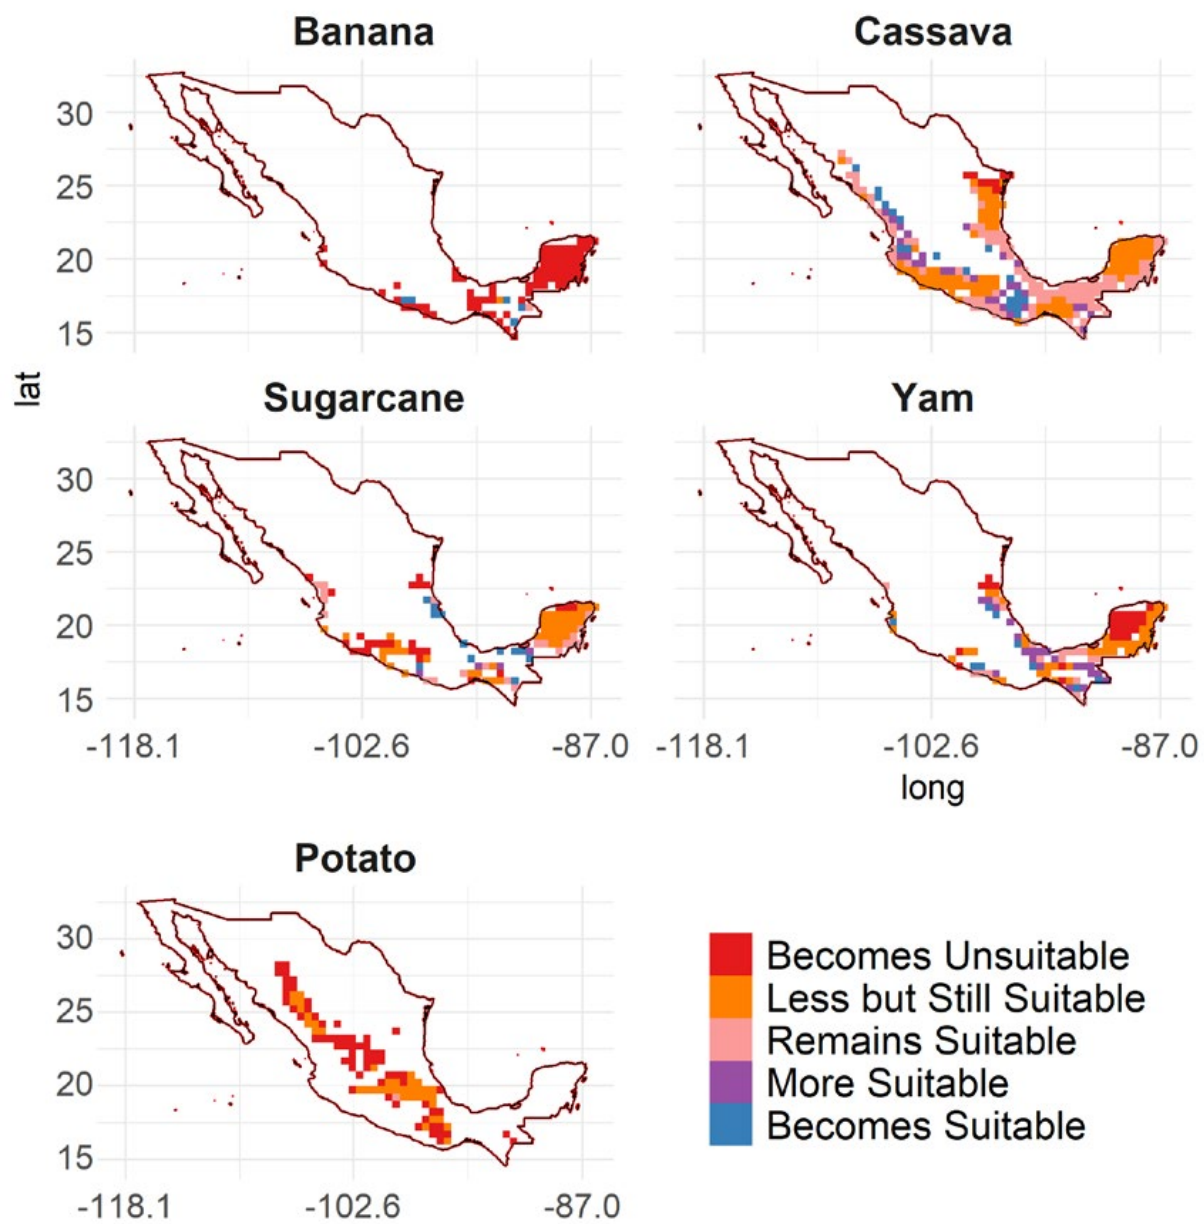 Banana
Cassava
30
25
20
15
lat
Sugarcane
Yam
30
25
20
15
-118.1
-102.6
-87.0
-118.1
-102.6
-87.0
long
Potato
30
25
20
15
-118.1
-102.6
-87.0
Becomes Unsuitable
Less but Still Suitable
Remains Suitable
More Suitable
Becomes Suitable